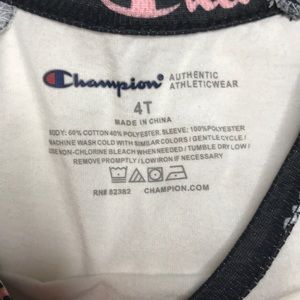 Champion
AUTHENTIC
ATHLETICWEAR
4T
MADE IN CHINA
BODY: 60% COTTON 40% POLYESTER. SLEEVE: 100%POLYESTER
MACHINE WASH COLD WITH SIMILAR COLORS / GENTLE CYCLE /
USE NON-CHLORINE BLEACH WHEN NEEDED / TUMBLE DRY LOW /
REMOVE PROMPTLY / LOW IRON IF NECESSARY
RN# 82382 CHAMPION.COM